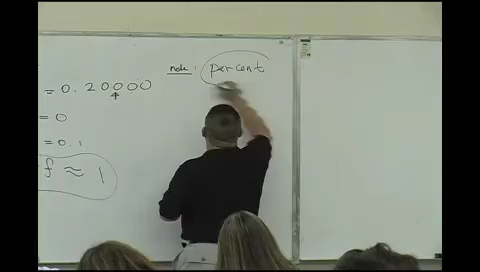 note: percent
= 0.20000
= 0
= 0.1
f ≈ 1